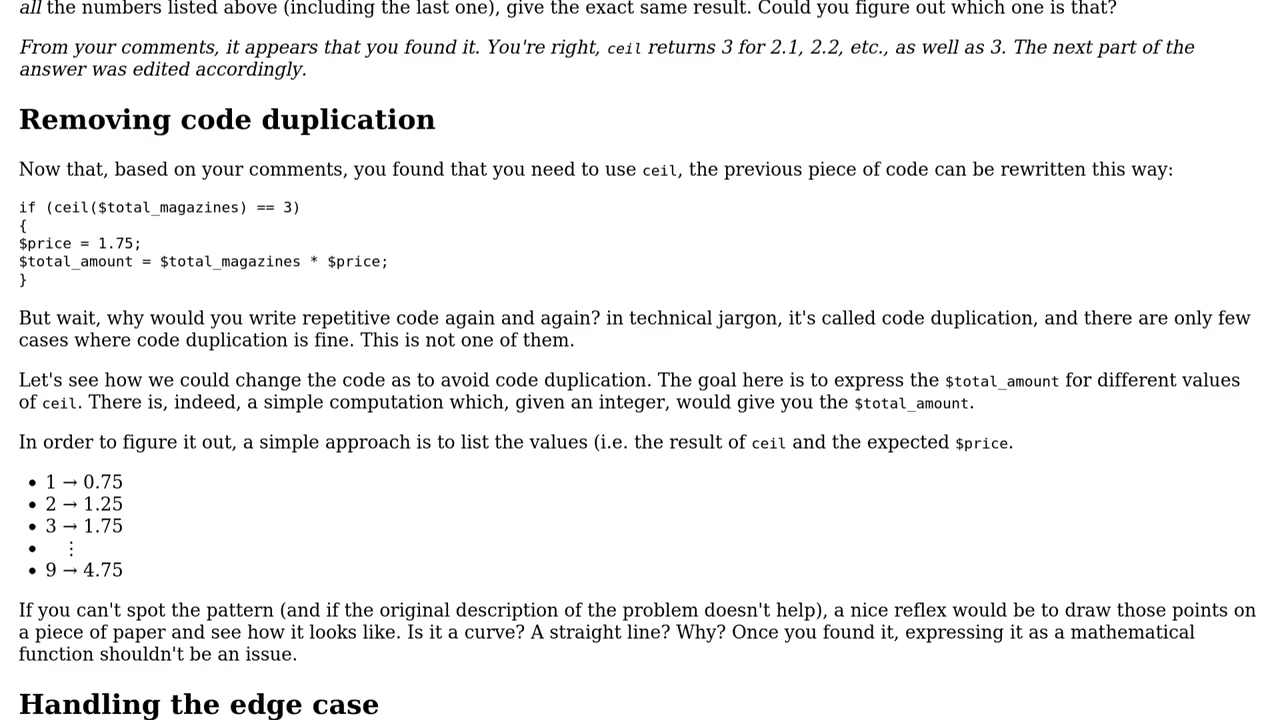 all the numbers listed above (including the last one), give the exact same result. Could you figure out which one is that?
From your comments, it appears that you found it. You're right, ceil returns 3 for 2.1, 2.2, etc., as well as 3. The next part of the
answer was edited accordingly.
Removing code duplication
Now that, based on your comments, you found that you need to use ceil, the previous piece of code can be rewritten this way:
if (ceil($total_magazines) == 3)
{
$price = 1.75;
$total_amount = $total_magazines * $price;
}
But wait, why would you write repetitive code again and again? in technical jargon, it's called code duplication, and there are only few
cases where code duplication is fine. This is not one of them.
Let's see how we could change the code as to avoid code duplication. The goal here is to express the $total_amount for different values
of ceil. There is, indeed, a simple computation which, given an integer, would give you the $total_amount.
In order to figure it out, a simple approach is to list the values (i.e. the result of ceil and the expected $price.
• 1 → 0.75
• 2 → 1.25
• 3 → 1.75
• ⋮
• 9 → 4.75
If you can't spot the pattern (and if the original description of the problem doesn't help), a nice reflex would be to draw those points on
a piece of paper and see how it looks like. Is it a curve? A straight line? Why? Once you found it, expressing it as a mathematical
function shouldn't be an issue.
Handling the edge case